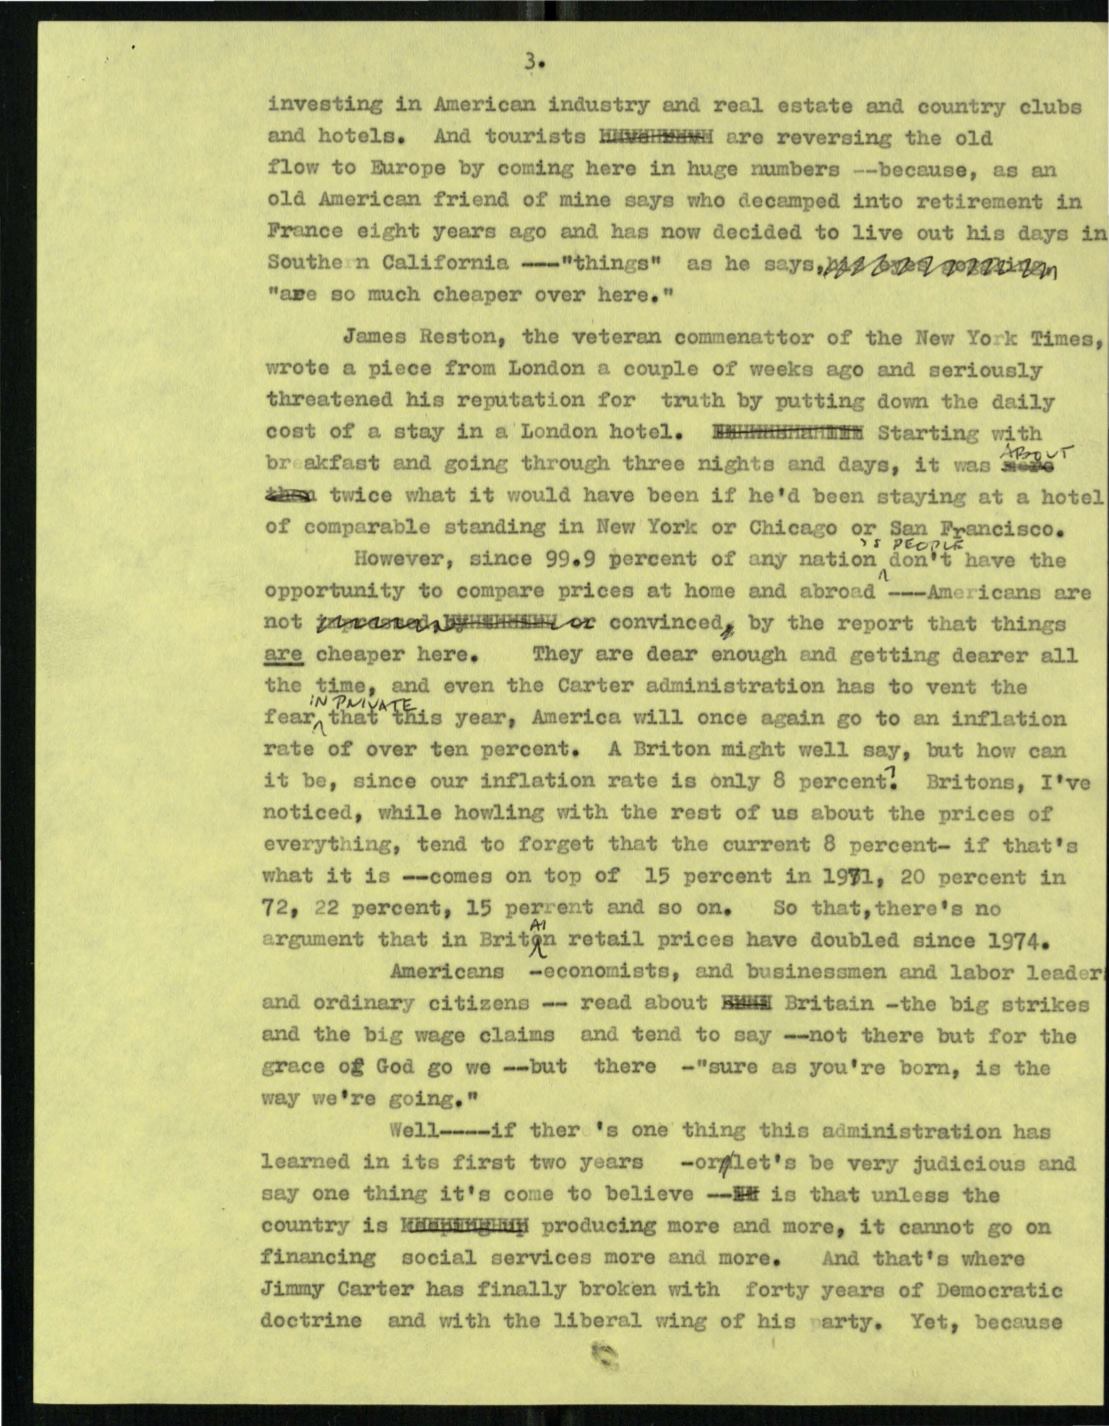 3.
investing in American industry and real estate and country clubs
and hotels. And tourists are reversing the old
flow to Europe by coming here in huge numbers --because, as an
old American friend of mine says who decamped into retirement in
France eight years ago and has now decided to live out his days in
Southe n California ---"things" as he says,
"are so much cheaper over here."
James Reston, the veteran commenattor of the New York Times,
wrote a piece from London a couple of weeks ago and seriously
threatened his reputation for truth by putting down the daily
cost of a stay in a London hotel. Starting with
breakfast and going through three nights and days, it was ABOUT
twice what it would have been if he'd been staying at a hotel
of comparable standing in New York or Chicago or San Francisco.
However, since 99.9 percent of any nation's PEOPLE don't have the
opportunity to compare prices at home and abroad ---Americans are
not convinced, by the report that things
are cheaper here. They are dear enough and getting dearer all
the time, and even the Carter administration has to vent the
fear IN PRIVATE that this year, America will once again go to an inflation
rate of over ten percent. A Briton might well say, but how can
it be, since our inflation rate is only 8 percent? Britons, I've
noticed, while howling with the rest of us about the prices of
everything, tend to forget that the current 8 percent- if that's
what it is --comes on top of 15 percent in 1971, 20 percent in
72, 22 percent, 15 perrent and so on. So that,there's no
argument that in Britain retail prices have doubled since 1974.
Americans -economists, and businessmen and labor leader
and ordinary citizens -- read about Britain -the big strikes
and the big wage claims and tend to say --not there but for the
grace of God go we --but there -"sure as you're born, is the
way we're going."
Well----if ther 's one thing this administration has
learned in its first two years -or let's be very judicious and
say one thing it's come to believe -- is that unless the
country is producing more and more, it cannot go on
financing social services more and more. And that's where
Jimmy Carter has finally broken with forty years of Democratic
doctrine and with the liberal wing of his party. Yet, because